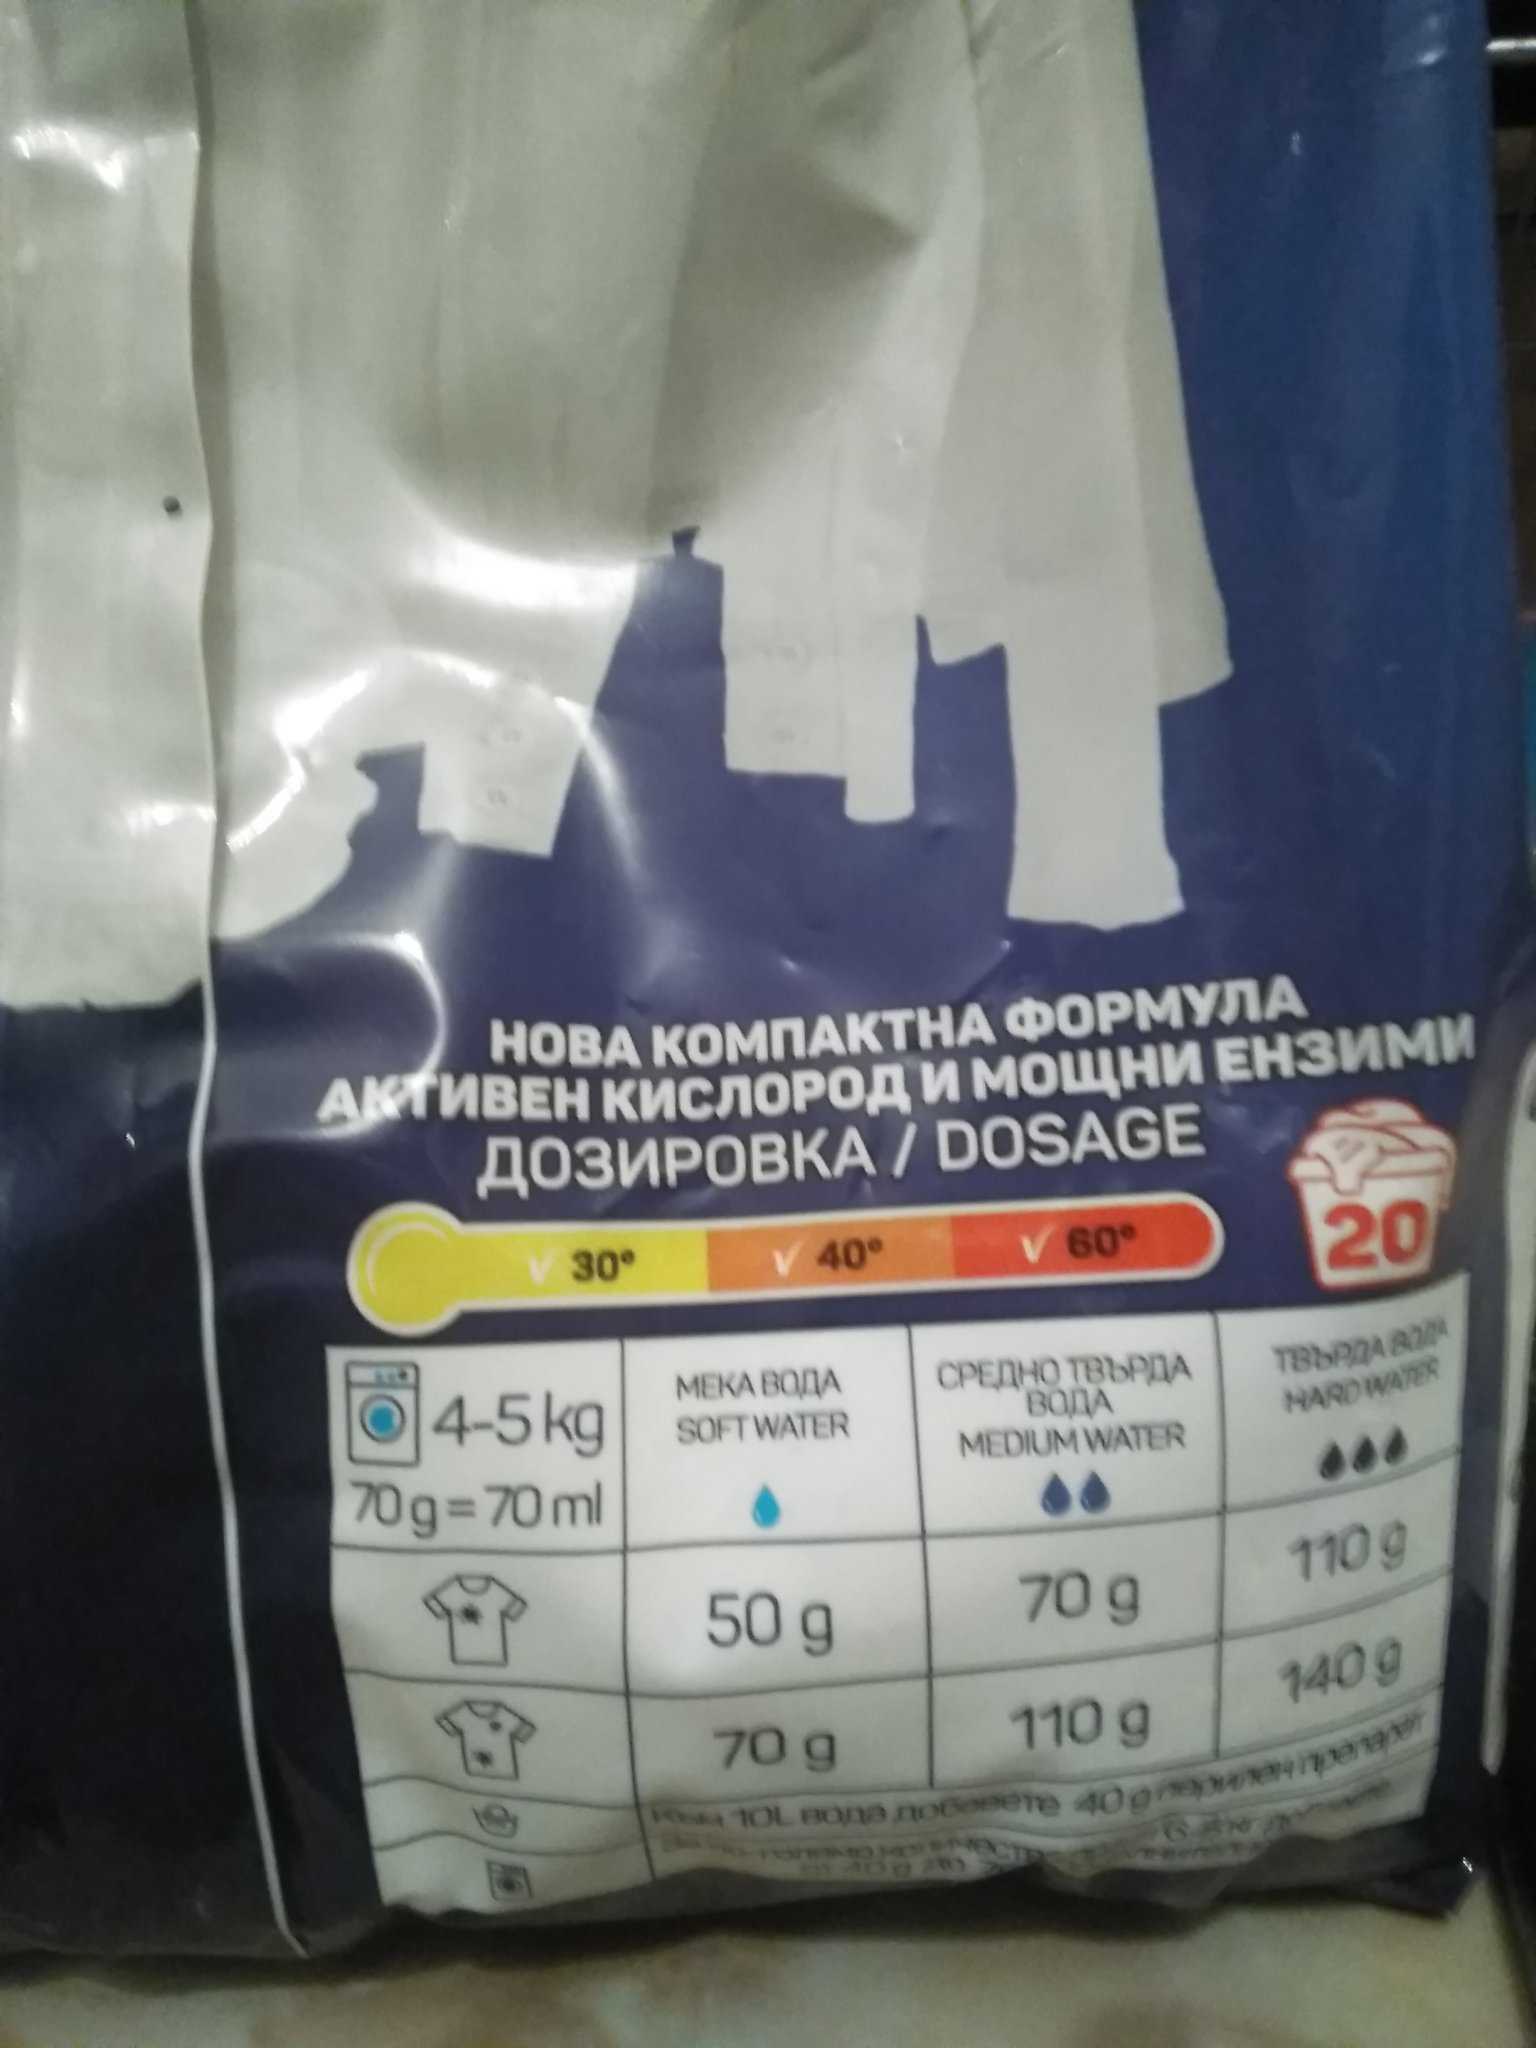 НОВА КОМПАКТНА ФОРМУЛА
АКТИВЕН КИСЛОРОД И МОЩНИ ЕНЗИМИ
ДОЗИРОВКА / DOSAGE
30° 40° 60°
20
4-5 kg
70 g = 70 ml
МЕКА ВОДА
SOFT WATER
СРЕДНО ТВЪРДА
ВОДА
MEDIUM WATER
ТВЪРДА ВОДА
HARD WATER
50 g 70 g 110 g
70 g 110 g 140 g
10L вода добавете 40 g перилен препарат